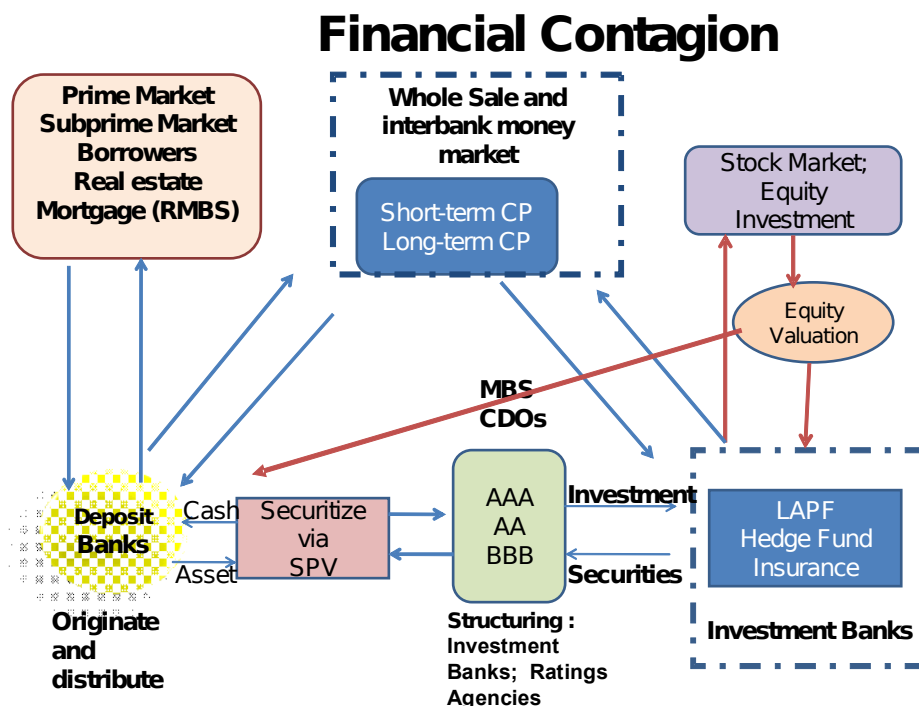 Financial Contagion
Prime Market
Subprime Market
Borrowers
Real estate
Mortgage (RMBS)
Whole Sale and
interbank money
market
Short-term CP
Long-term CP
Stock Market;
Equity
Investment
Equity
Valuation
MBS
CDOs
Deposit
Banks
Cash
Asset
Securitize
via
SPV
AAA
AA
BBB
Investment
Securities
LAPF
Hedge Fund
Insurance
Investment Banks
Originate
and
distribute
Structuring :
Investment
Banks; Ratings
Agencies